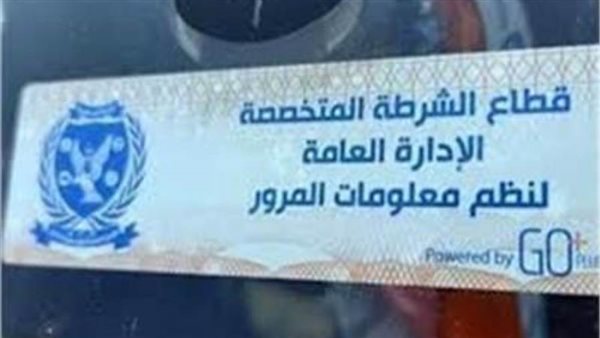 قطاع الشرطة المتخصصة
الإدارة العامة
لنظم معلومات المرور
Powered by GO+